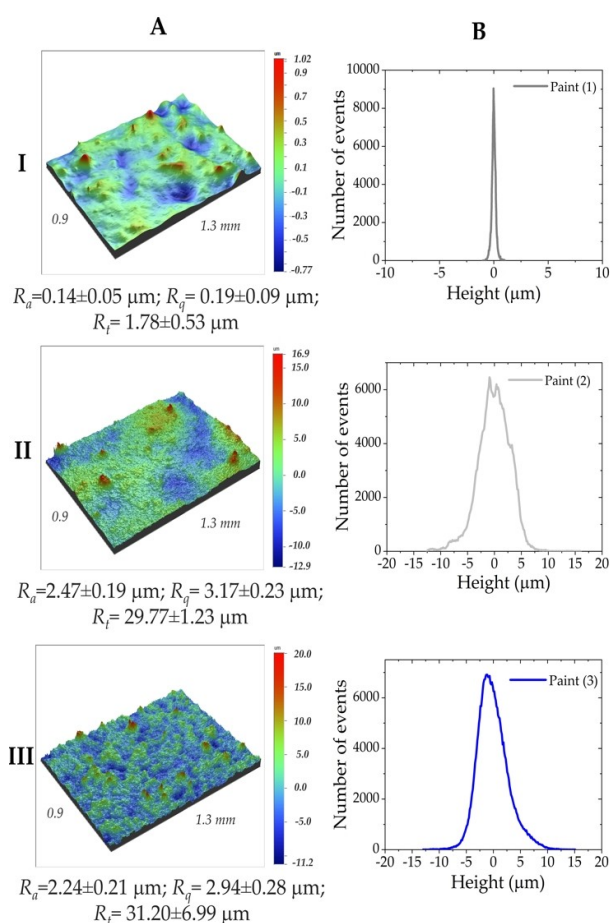 A
B
I
um
1.02
0.9
0.7
0.5
0.3
0.1
-0.1
-0.3
-0.5
-0.77
0.9
1.3 mm
Rₐ=0.14±0.05 µm; R_q= 0.19±0.09 µm;
Rₜ= 1.78±0.53 µm
Number of events
10000
8000
6000
4000
2000
0
Paint (1)
-10
-5
0
5
10
Height (µm)
II
um
16.9
15.0
10.0
5.0
0.0
-5.0
-10.0
-12.9
0.9
1.3 mm
Rₐ=2.47±0.19 µm; R_q= 3.17±0.23 µm;
Rₜ= 29.77±1.23 µm
Number of events
6000
4000
2000
0
Paint (2)
-20
-15
-10
-5
0
5
10
15
20
Height (µm)
III
um
20.0
15.0
10.0
5.0
0.0
-5.0
-11.2
0.9
1.3 mm
Rₐ=2.24±0.21 µm; R_q= 2.94±0.28 µm;
Rₜ= 31.20±6.99 µm
Number of events
6000
4000
2000
0
Paint (3)
-20
-15
-10
-5
0
5
10
15
20
Height (µm)